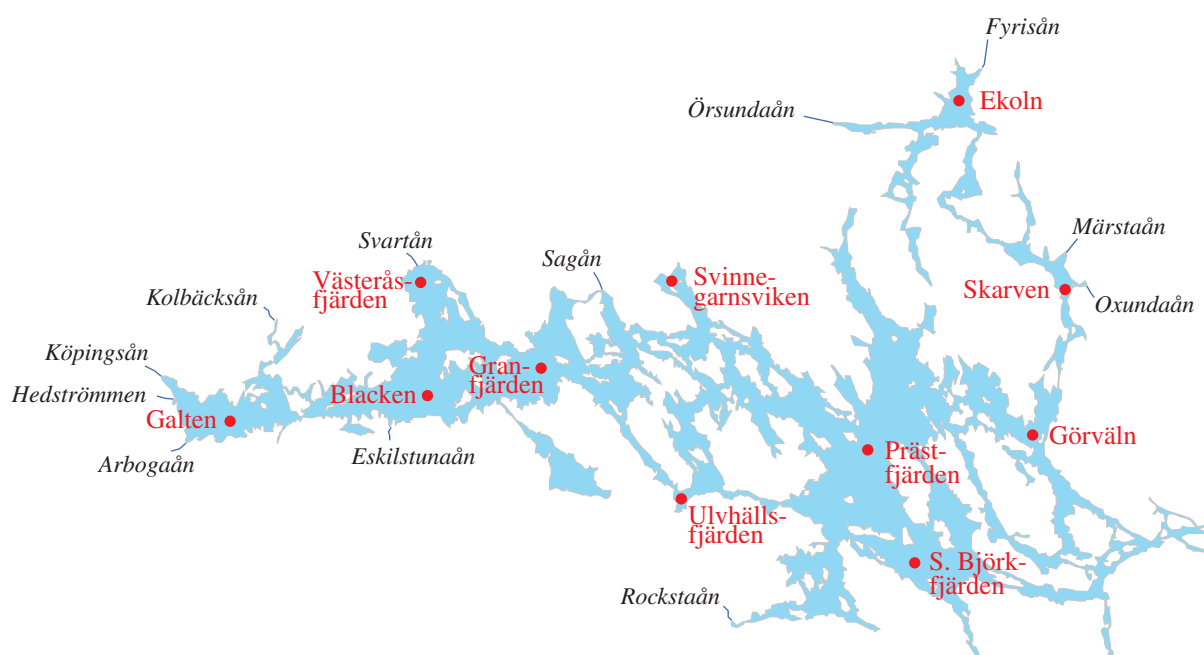 Fyrisån
Ekoln
Örsundaån
Märstaån
Svartån
Sagån
Västerås-
fjärden
Svinne-
garnsviken
Skarven
Oxundaån
Kolbäcksån
Köpingsån
Gran-
fjärden
Hedströmmen
Blacken
Galten
Görväln
Arbogaån
Eskilstunaån
Präst-
fjärden
Ulvhälls-
fjärden
S. Björk-
fjärden
Rockstaån